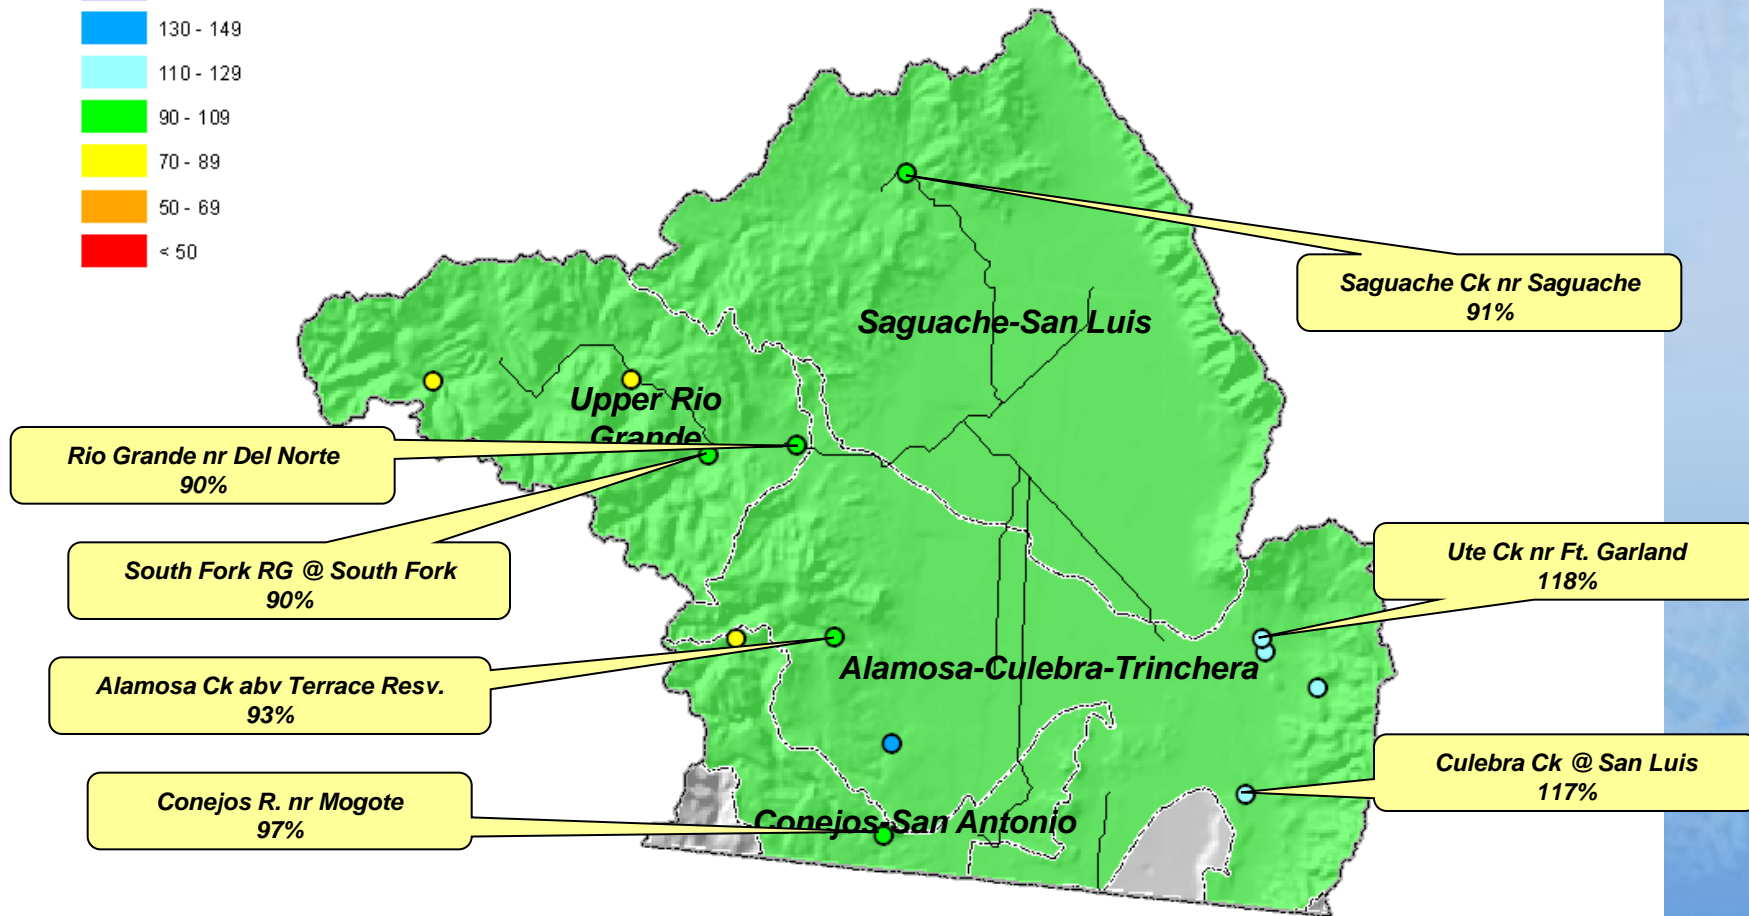 130 - 149
110 - 129
90 - 109
70 - 89
50 - 69
< 50
Saguache Ck nr Saguache
91%
Saguache-San Luis
Upper Rio
Grande
Rio Grande nr Del Norte
90%
South Fork RG @ South Fork
90%
Ute Ck nr Ft. Garland
118%
Alamosa-Culebra-Trinchera
Alamosa Ck abv Terrace Resv.
93%
Culebra Ck @ San Luis
117%
Conejos R. nr Mogote
97%
Conejos-San Antonio